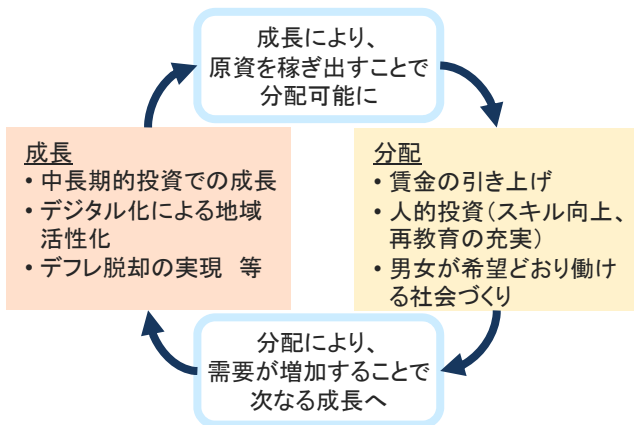 成長により、
原資を稼ぎ出すことで
分配可能に
成長
• 中長期的投資での成長
• デジタル化による地域
活性化
• デフレ脱却の実現　等
分配
• 賃金の引き上げ
• 人的投資（スキル向上、
再教育の充実）
• 男女が希望どおり働け
る社会づくり
分配により、
需要が増加することで
次なる成長へ